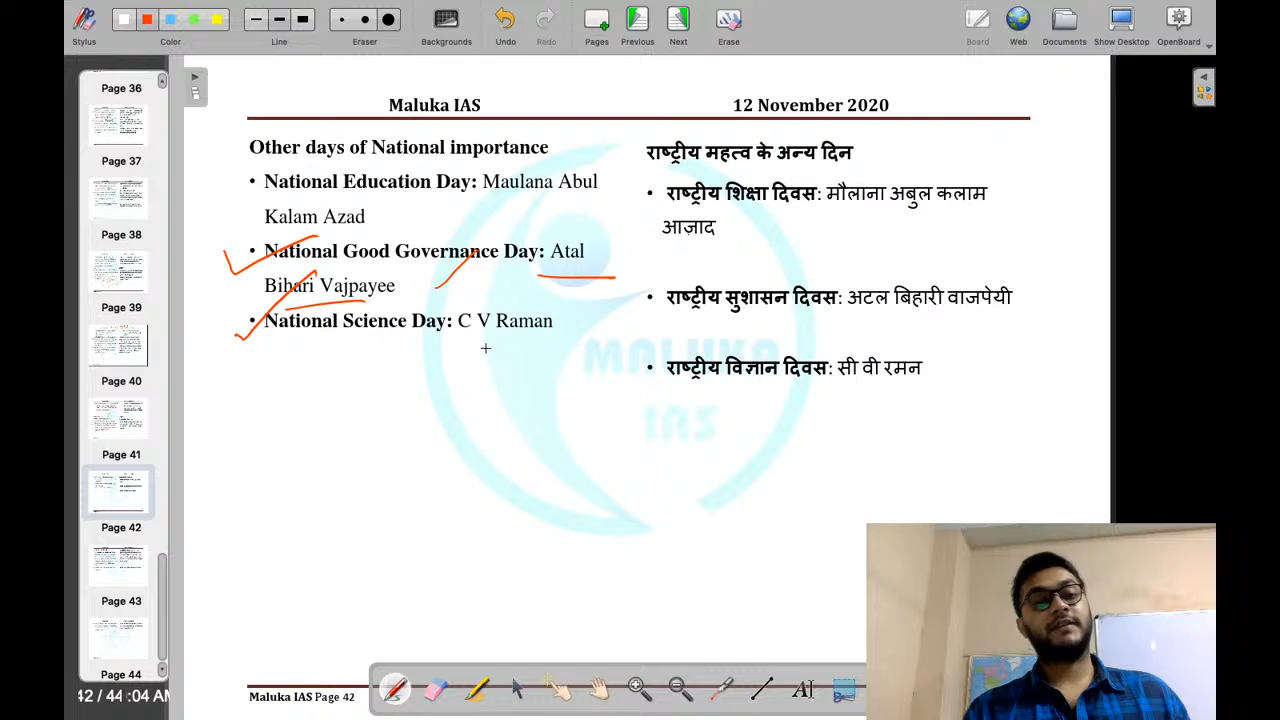 Stylus
Color
Line
Eraser
Backgrounds
Undo
Redo
Pages
Previous
Next
Erase
Board
Web
Documents
Show Desktop
OpenBoard
Page 36
Page 37
Page 38
Page 39
Page 40
Page 41
Page 42
Page 43
Page 44
42 / 44
:04 AM
Maluka IAS
12 November 2020
Other days of National importance
• National Education Day: Maulana Abul
Kalam Azad
• National Good Governance Day: Atal
Bihari Vajpayee
• National Science Day: C V Raman
राष्ट्रीय महत्व के अन्य दिन
• राष्ट्रीय शिक्षा दिवस: मौलाना अबुल कलाम
आज़ाद
• राष्ट्रीय सुशासन दिवस: अटल बिहारी वाजपेयी
• राष्ट्रीय विज्ञान दिवस: सी वी रमन
MALUKA
IAS
Maluka IAS Page 42